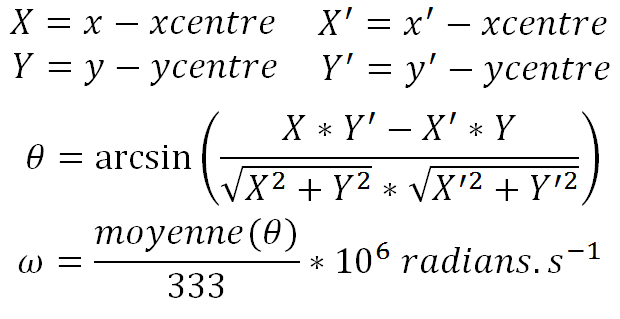 X = x − xcentre    X′ = x′ − xcentre
Y = y − ycentre    Y′ = y′ − ycentre
θ = arcsin( (X ∗ Y′ − X′ ∗ Y) / (√(X² + Y²) ∗ √(X′² + Y′²)) )
ω = moyenne(θ) / 333 ∗ 10⁶ radians.s⁻¹